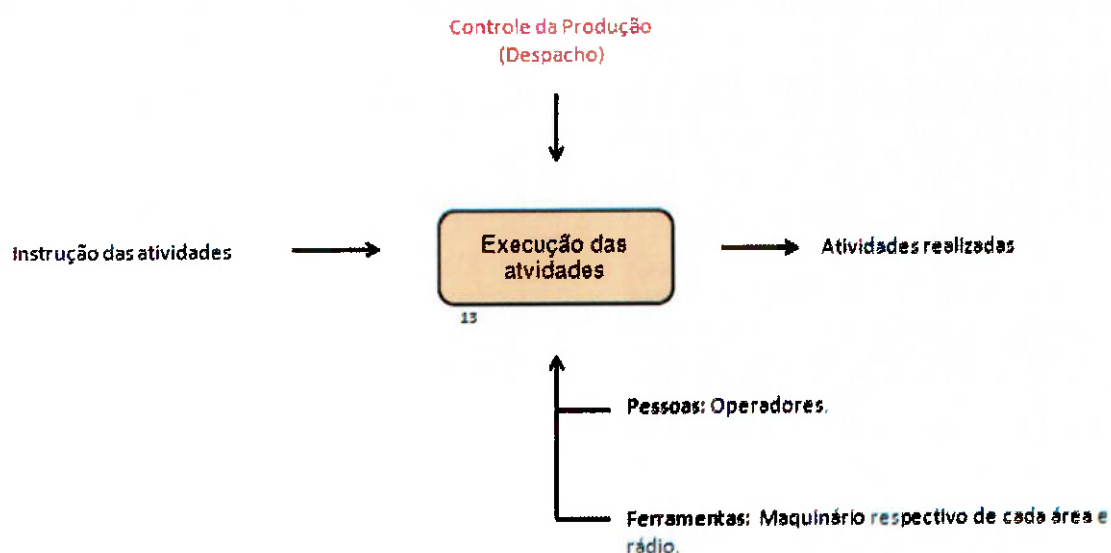 Controle da Produção
(Despacho)
Instrução das atividades
Execução das
atvidades
Atividades realizadas
13
Pessoas: Operadores.
Ferramentas: Maquinário respectivo de cada área e
rádio.